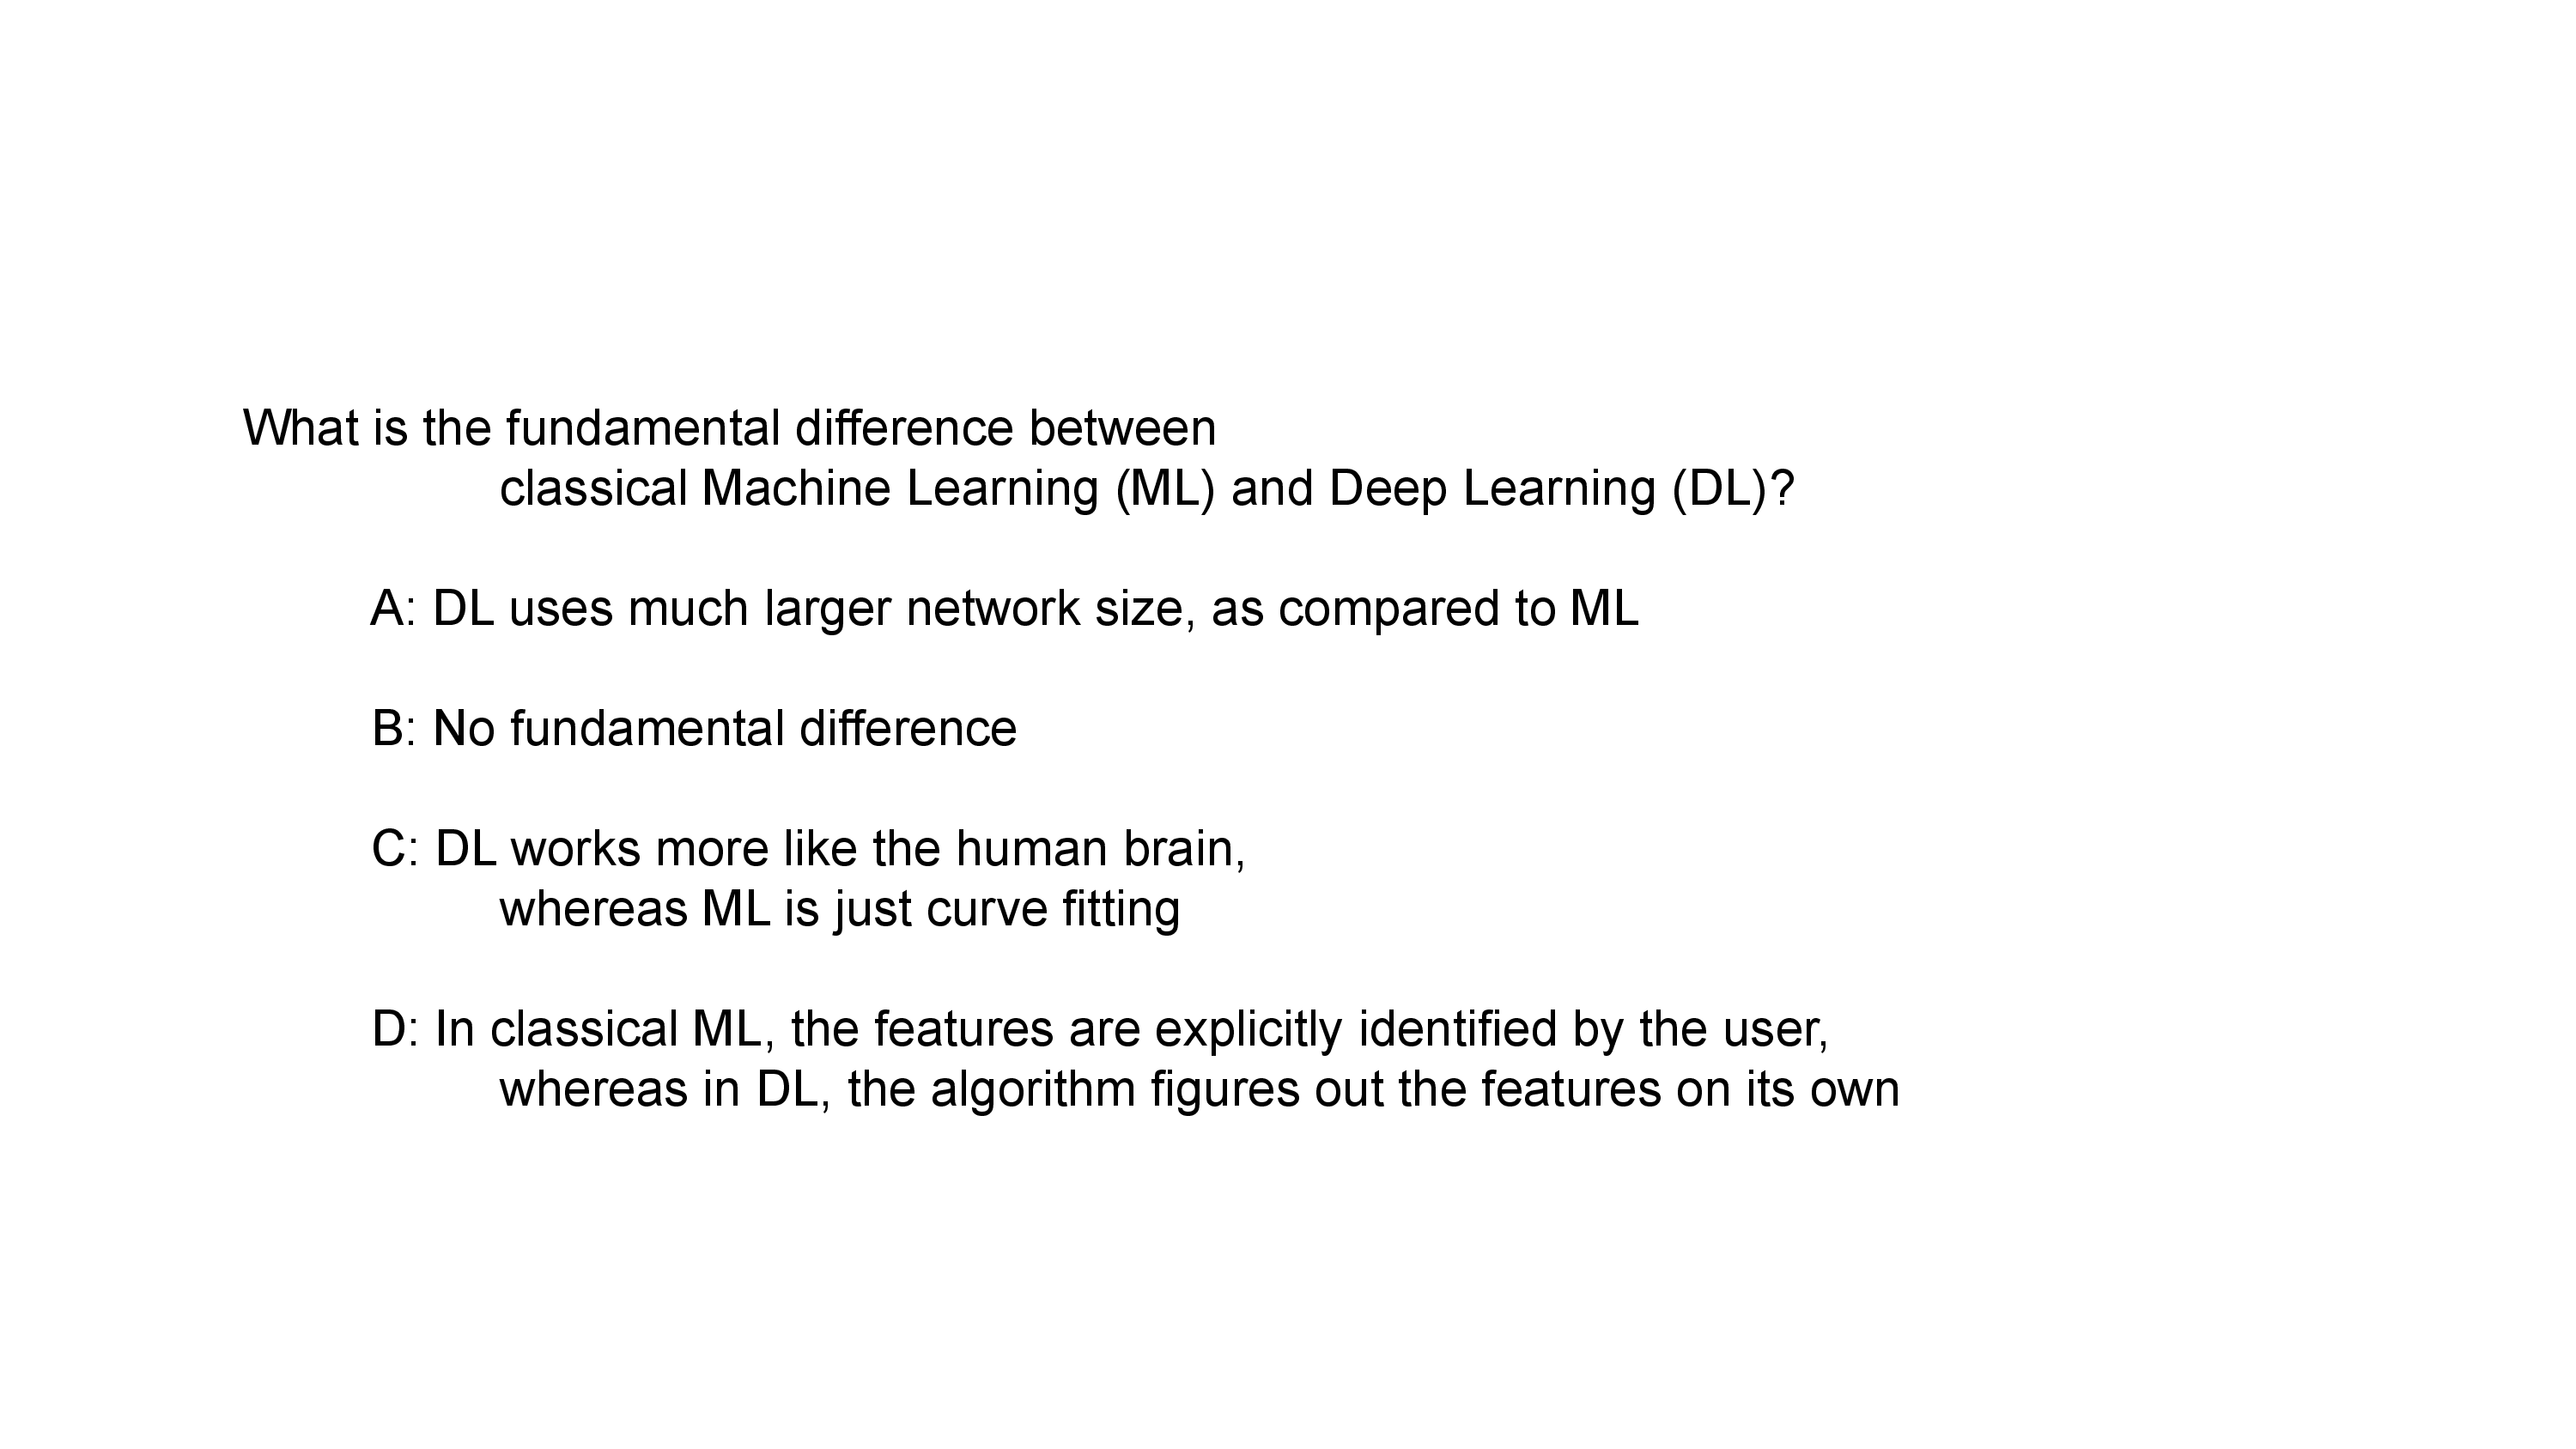 What is the fundamental difference between
classical Machine Learning (ML) and Deep Learning (DL)?
A: DL uses much larger network size, as compared to ML
B: No fundamental difference
C: DL works more like the human brain,
whereas ML is just curve fitting
D: In classical ML, the features are explicitly identified by the user,
whereas in DL, the algorithm figures out the features on its own